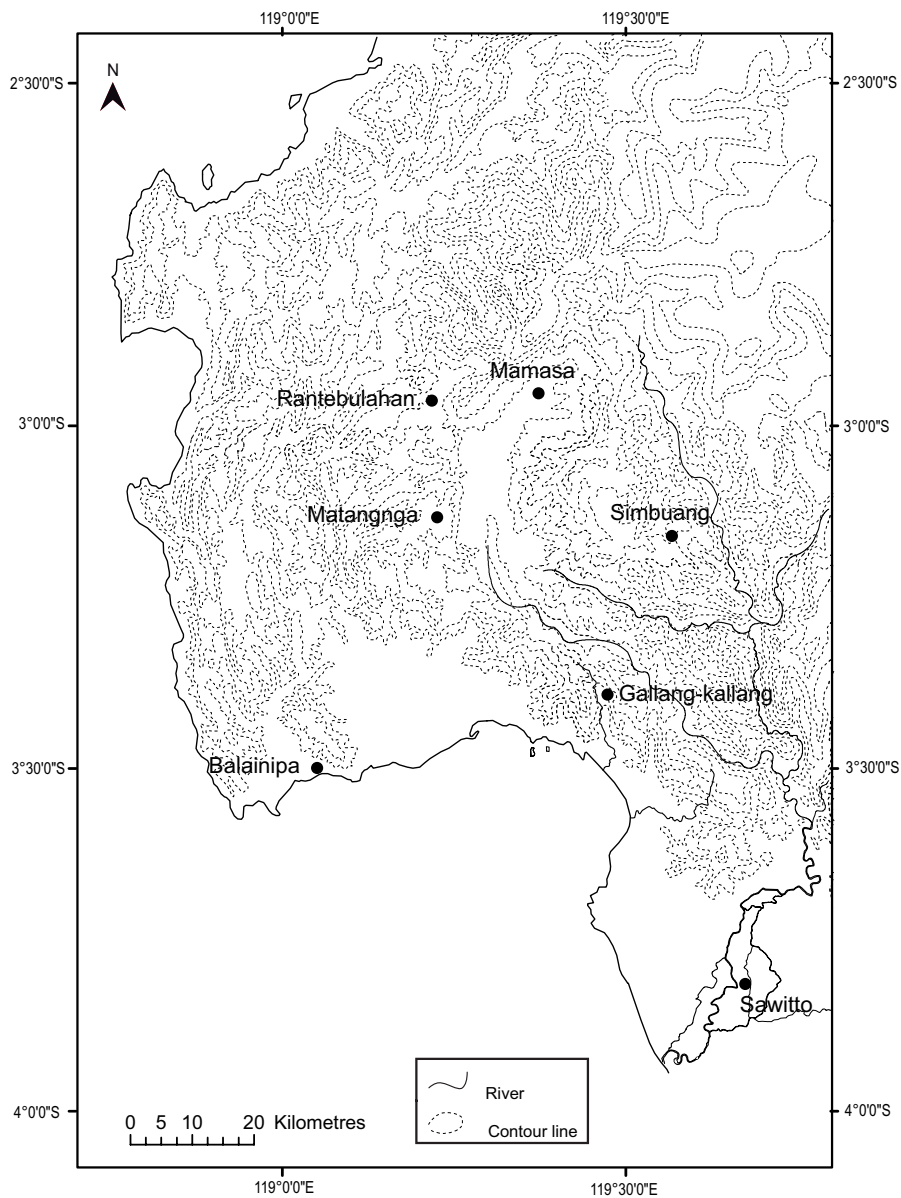 119°0'0"E 119°30'0"E
2°30'0"S 2°30'0"S
N
Mamasa
Rantebulahan
3°0'0"S 3°0'0"S
Matangnga
Simbuang
Gallang-kallang
Balainipa
3°30'0"S 3°30'0"S
Sawitto
River
Contour line
4°0'0"S 4°0'0"S
0 5 10 20 Kilometres
119°0'0"E 119°30'0"E